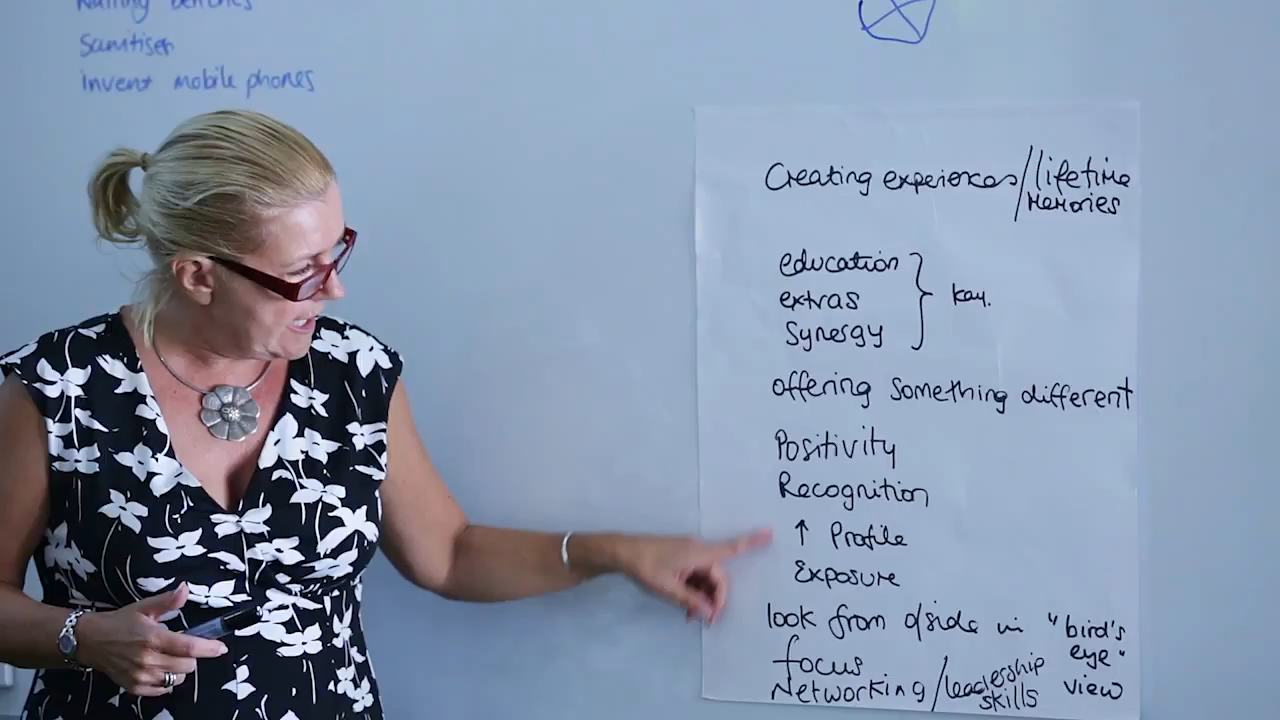 Sanitiser
invent mobile phones
Creating experiences/lifetime
Memories
education
extras
Synergy
key.
offering something different
Positivity
Recognition
↑ Profile
Exposure
look from o/side in "bird's
eye"
view
focus
Networking/leadership
skills